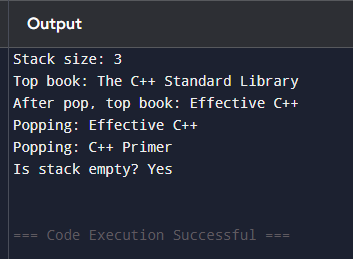 Output
Stack size: 3
Top book: The C++ Standard Library
After pop, top book: Effective C++
Popping: Effective C++
Popping: C++ Primer
Is stack empty? Yes
=== Code Execution Successful ===